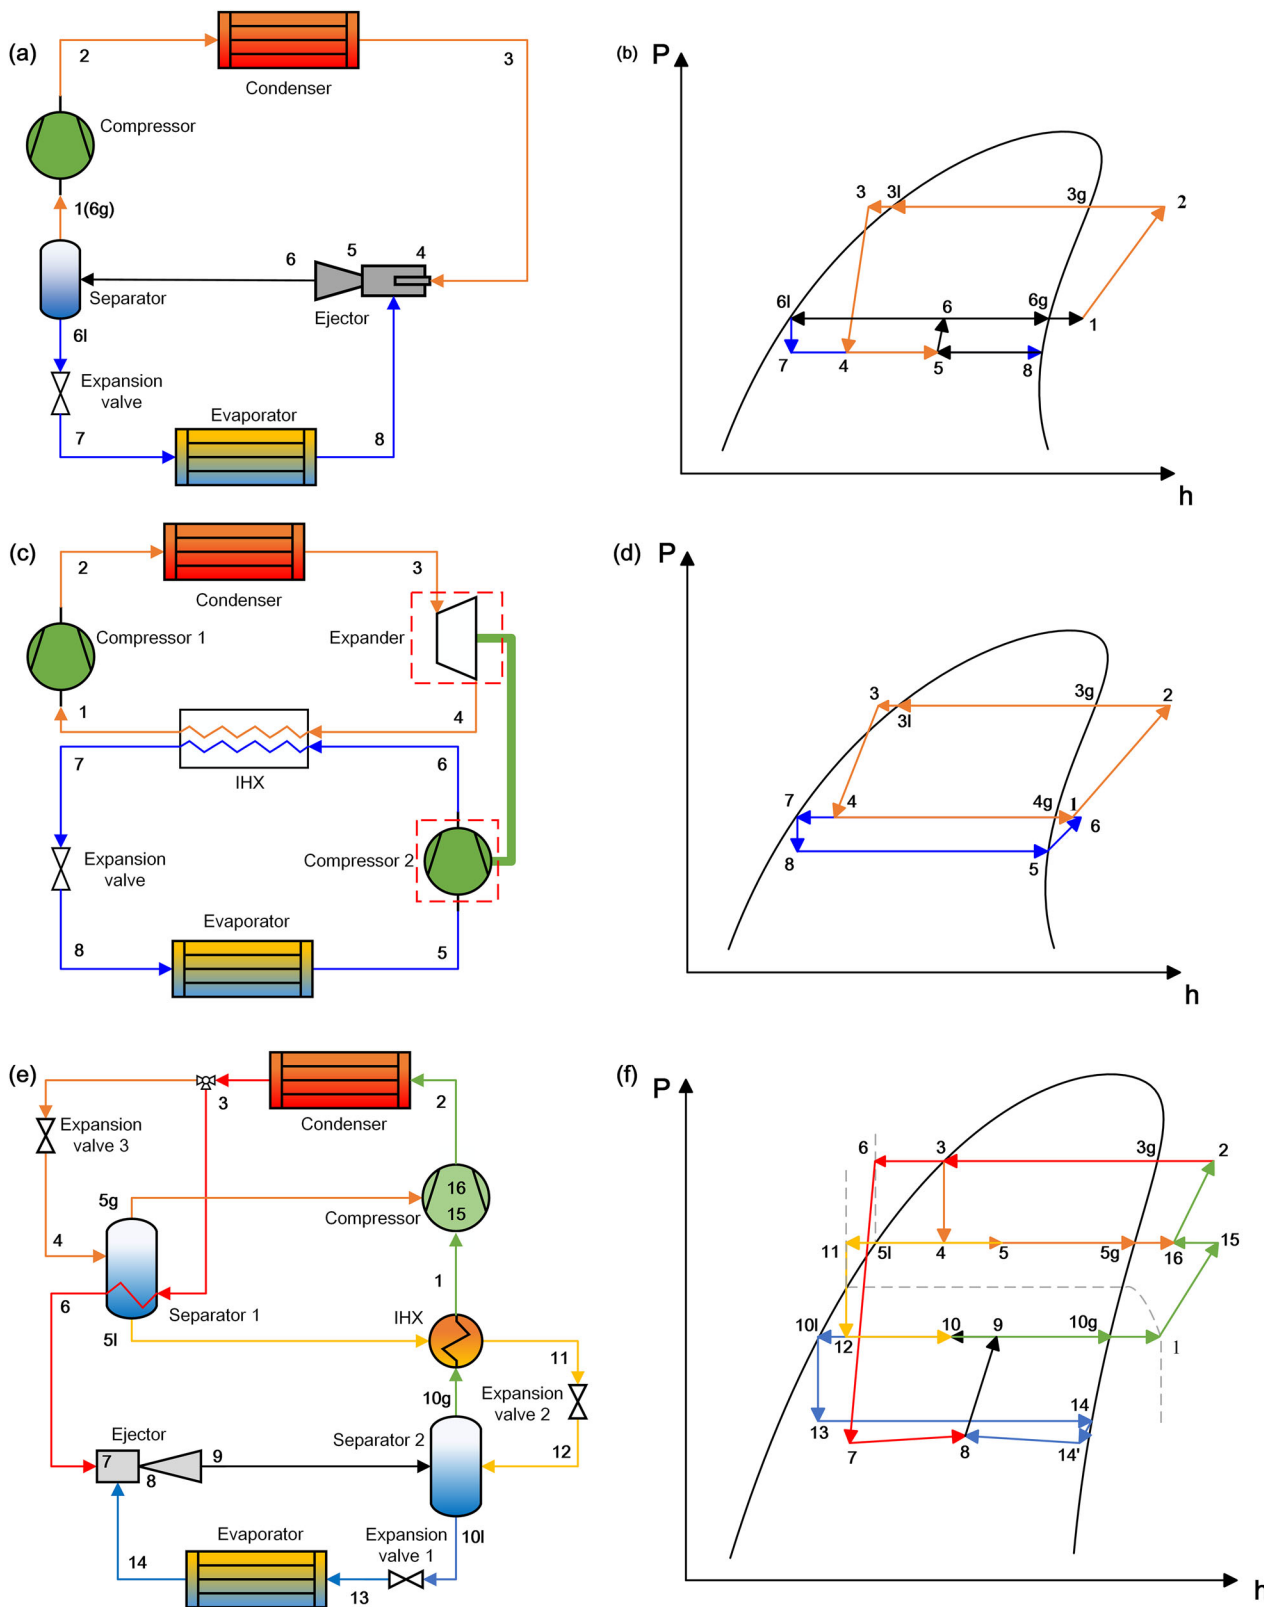 (a)
2
3
Condenser
Compressor
1(6g)
6
5
4
Separator
Ejector
6l
Expansion
valve
Evaporator
7
8
(b)
P
3
3l
3g
2
6l
6
6g
1
7
4
5
8
h
(c)
2
3
Condenser
Expander
Compressor 1
1
4
7
6
IHX
Expansion
valve
Compressor 2
Evaporator
8
5
(d)
P
3
3l
3g
2
7
4
4g
1
6
8
5
h
(e)
3
2
Condenser
Expansion
valve 3
5g
16
15
Compressor
4
1
6
Separator 1
IHX
5l
11
10g
Expansion
valve 2
Ejector
Separator 2
7
8
9
12
Evaporator
Expansion
valve 1
10l
14
13
(f)
P
6
3
3g
2
11
5l
4
5
5g
16
15
10l
12
10
9
10g
1
13
14
7
8
14'
h